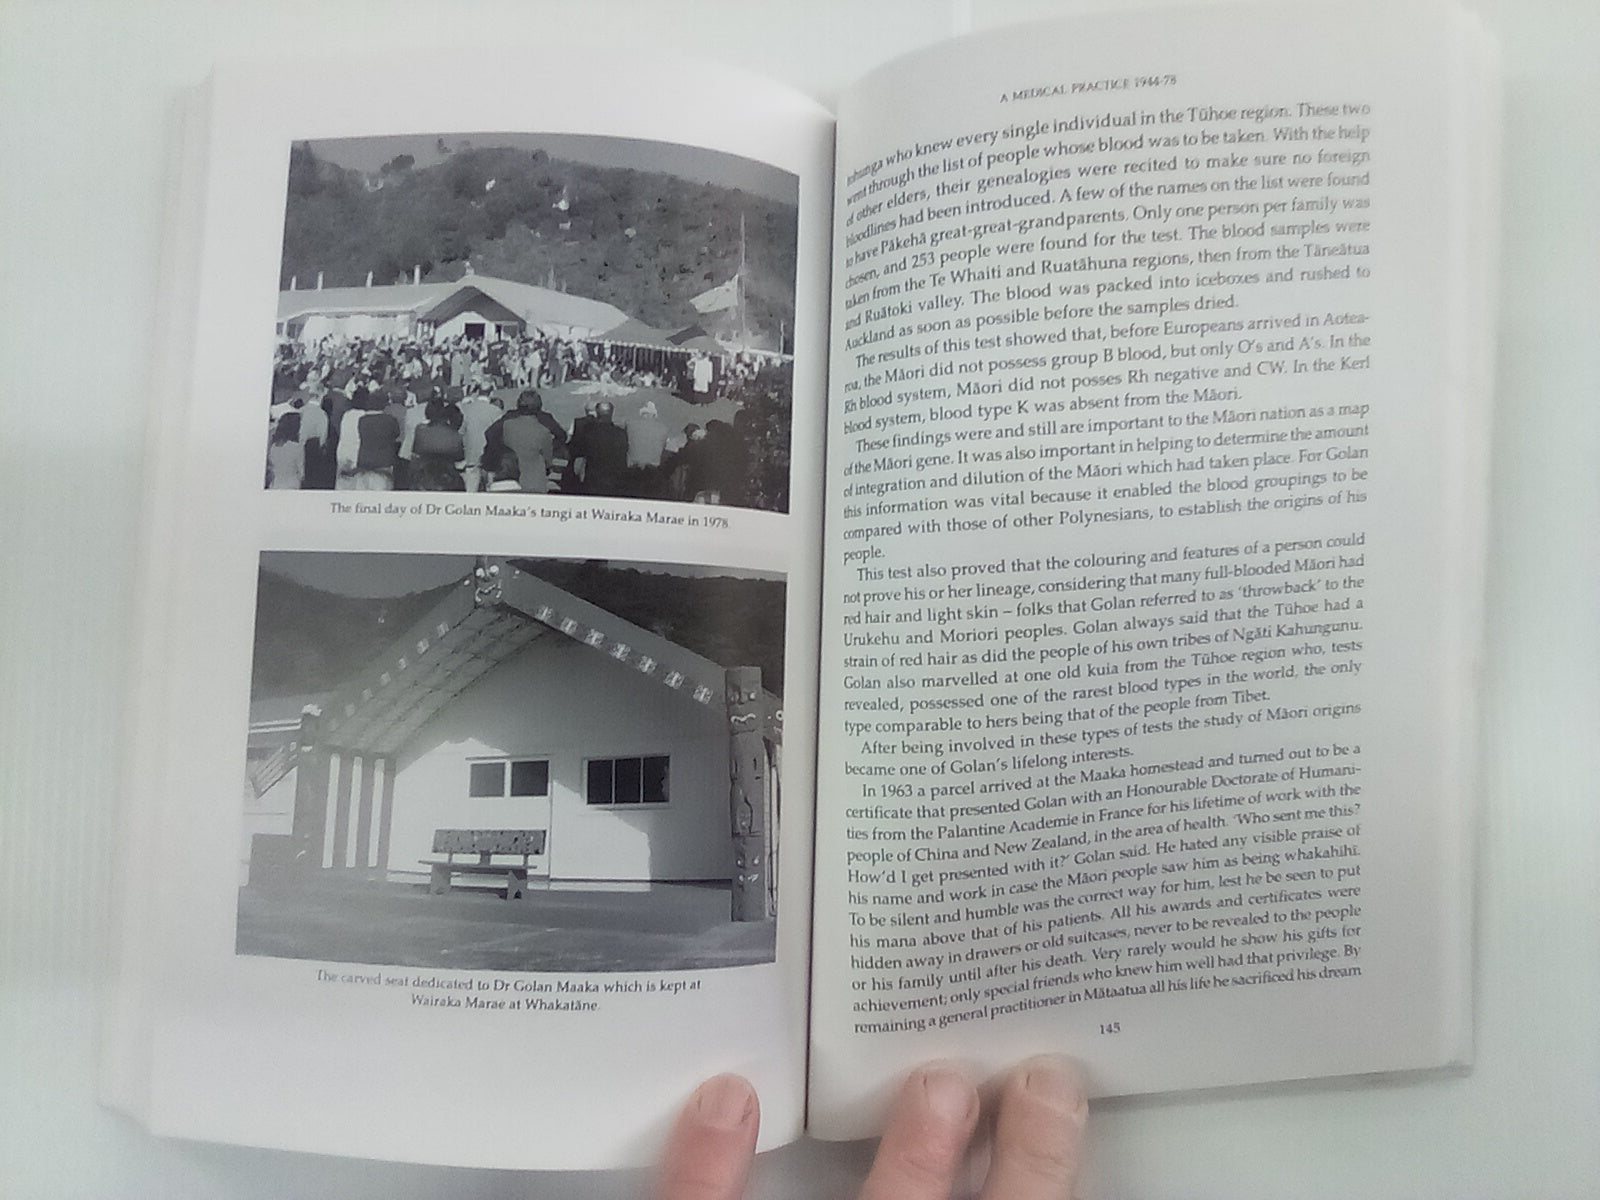 The final day of Dr Golan Maaka's tangi at Wairaka Marae in 1978.
The carved seat dedicated to Dr Golan Maaka which is kept at
Wairaka Marae at Whakatāne.
A MEDICAL PRACTICE 1944-78
tohunga who knew every single individual in the Tūhoe region. These two
went through the list of people whose blood was to be taken. With the help
of other elders, their genealogies were recited to make sure no foreign
bloodlines had been introduced. A few of the names on the list were found
to have Pākehā great-great-grandparents. Only one person per family was
chosen, and 253 people were found for the test. The blood samples were
taken from the Te Whaiti and Ruatāhuna regions, then from the Tāneātua
and Ruātoki valley. The blood was packed into iceboxes and rushed to
Auckland as soon as possible before the samples dried.
The results of this test showed that, before Europeans arrived in Aotea-
roa, the Māori did not possess group B blood, but only O's and A's. In the
Rh blood system, Māori did not posses Rh negative and CW. In the Kerl
blood system, blood type K was absent from the Māori.
These findings were and still are important to the Māori nation as a map
of the Māori gene. It was also important in helping to determine the amount
of integration and dilution of the Māori which had taken place. For Golan
this information was vital because it enabled the blood groupings to be
compared with those of other Polynesians, to establish the origins of his
people.
This test also proved that the colouring and features of a person could
not prove his or her lineage, considering that many full-blooded Māori had
red hair and light skin – folks that Golan referred to as 'throwback' to the
Urukehu and Moriori peoples. Golan always said that the Tūhoe had a
strain of red hair as did the people of his own tribes of Ngāti Kahungunu.
Golan also marvelled at one old kuia from the Tūhoe region who, tests
revealed, possessed one of the rarest blood types in the world, the only
type comparable to hers being that of the people from Tibet.
After being involved in these types of tests the study of Māori origins
became one of Golan's lifelong interests.
In 1963 a parcel arrived at the Maaka homestead and turned out to be a
certificate that presented Golan with an Honourable Doctorate of Humani-
ties from the Palantine Academie in France for his lifetime of work with the
people of China and New Zealand, in the area of health. 'Who sent me this?
How'd I get presented with it?' Golan said. He hated any visible praise of
his name and work in case the Māori people saw him as being whakahihi.
To be silent and humble was the correct way for him, lest he be seen to put
his mana above that of his patients. All his awards and certificates were
hidden away in drawers or old suitcases, never to be revealed to the people
or his family until after his death. Very rarely would he show his gifts for
achievement; only special friends who knew him well had that privilege. By
remaining a general practitioner in Mātaatua all his life he sacrificed his dream
145